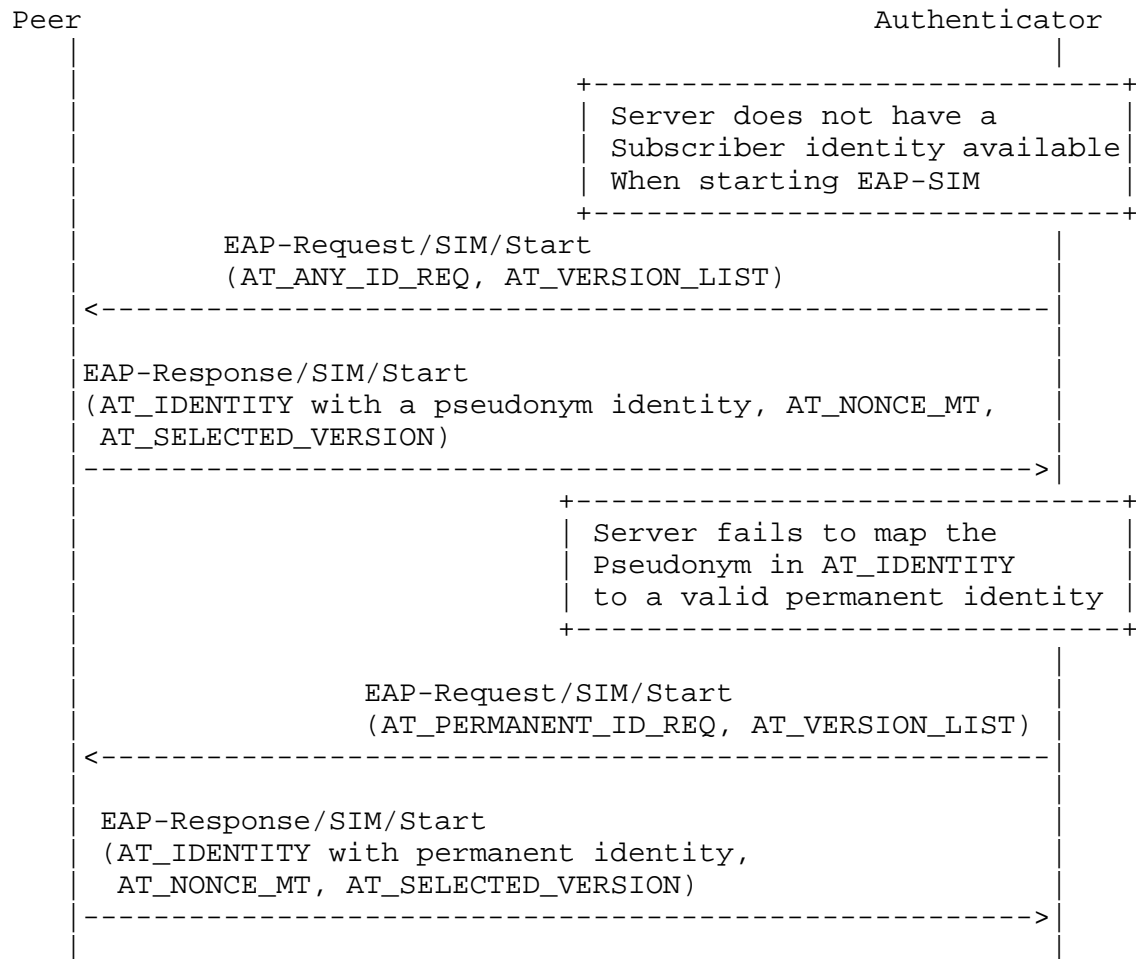 Peer Authenticator
Server does not have a
Subscriber identity available
When starting EAP-SIM
EAP-Request/SIM/Start
(AT_ANY_ID_REQ, AT_VERSION_LIST)
EAP-Response/SIM/Start
(AT_IDENTITY with a pseudonym identity, AT_NONCE_MT,
AT_SELECTED_VERSION)
Server fails to map the
Pseudonym in AT_IDENTITY
to a valid permanent identity
EAP-Request/SIM/Start
(AT_PERMANENT_ID_REQ, AT_VERSION_LIST)
EAP-Response/SIM/Start
(AT_IDENTITY with permanent identity,
AT_NONCE_MT, AT_SELECTED_VERSION)